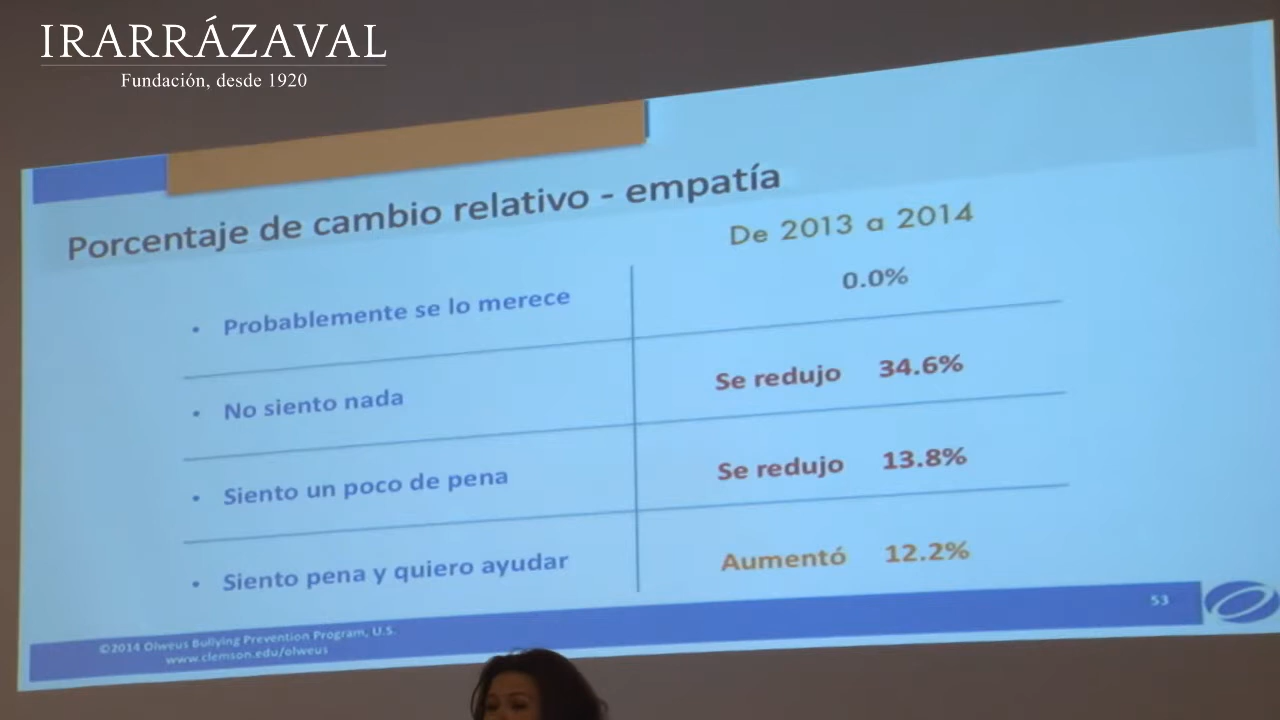 IRARRÁZAVAL
Fundación, desde 1920
Porcentaje de cambio relativo - empatía
De 2013 a 2014
• Probablemente se lo merece 0.0%
• No siento nada Se redujo 34.6%
• Siento un poco de pena Se redujo 13.8%
• Siento pena y quiero ayudar Aumentó 12.2%
53
©2014 Olweus Bullying Prevention Program, U.S.
www.clemson.edu/olweus